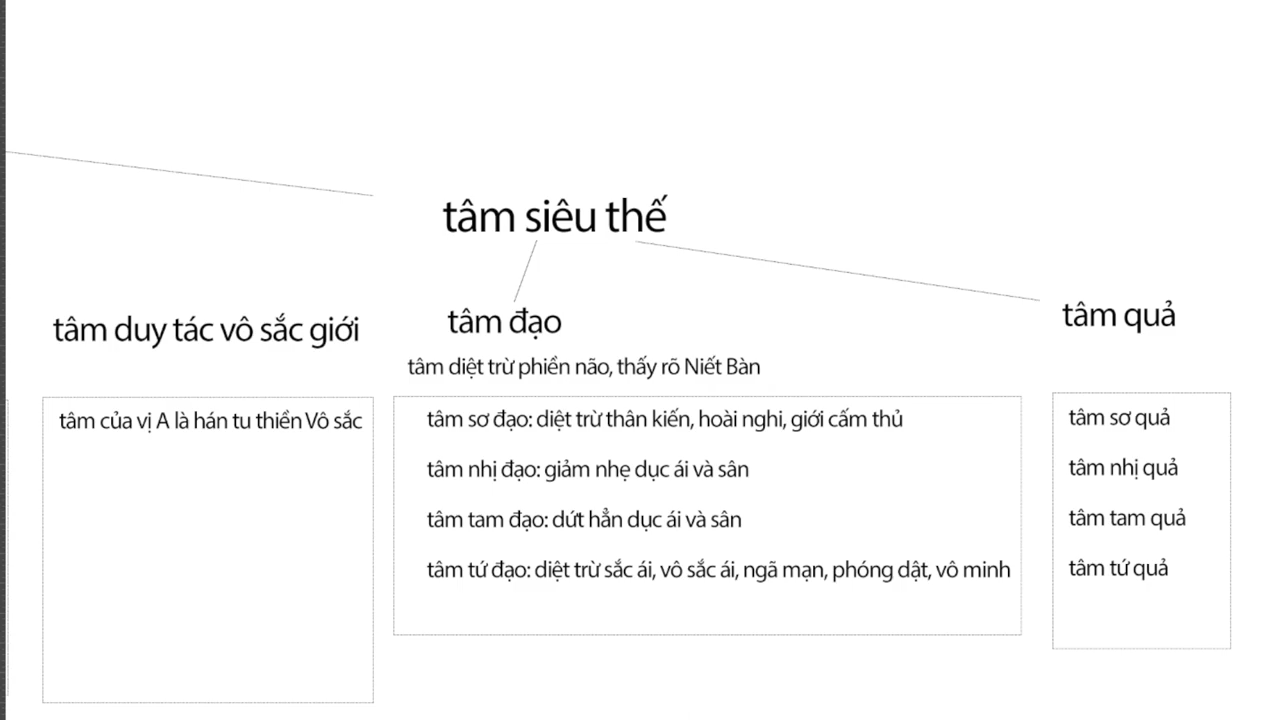 tâm siêu thế
tâm duy tác vô sắc giới
tâm của vị A là hán tu thiền Vô sắc
tâm đạo
tâm diệt trừ phiền não, thấy rõ Niết Bàn
tâm sơ đạo: diệt trừ thân kiến, hoài nghi, giới cấm thủ
tâm nhị đạo: giảm nhẹ dục ái và sân
tâm tam đạo: dứt hẳn dục ái và sân
tâm tứ đạo: diệt trừ sắc ái, vô sắc ái, ngã mạn, phóng dật, vô minh
tâm quả
tâm sơ quả
tâm nhị quả
tâm tam quả
tâm tứ quả